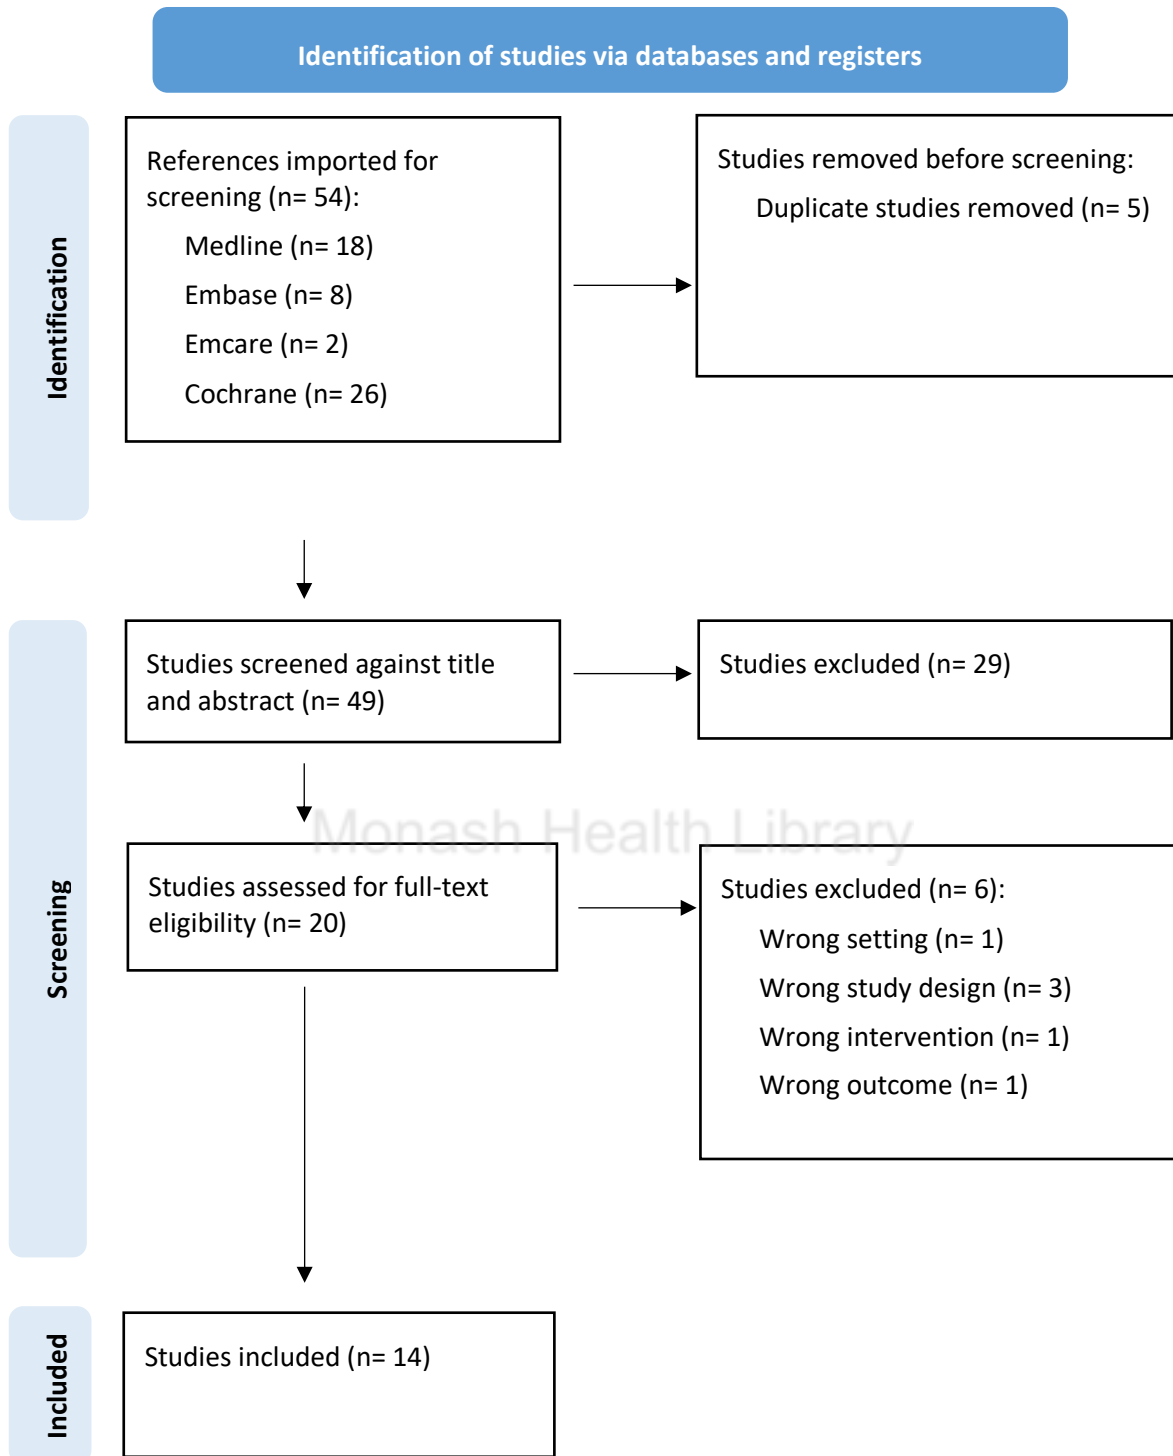 Identification of studies via databases and registers
Identification
References imported for
screening (n= 54):
Medline (n= 18)
Embase (n= 8)
Emcare (n= 2)
Cochrane (n= 26)
Studies removed before screening:
Duplicate studies removed (n= 5)
Screening
Studies screened against title
and abstract (n= 49)
Studies excluded (n= 29)
Monash Health Library
Studies assessed for full-text
eligibility (n= 20)
Studies excluded (n= 6):
Wrong setting (n= 1)
Wrong study design (n= 3)
Wrong intervention (n= 1)
Wrong outcome (n= 1)
Included
Studies included (n= 14)